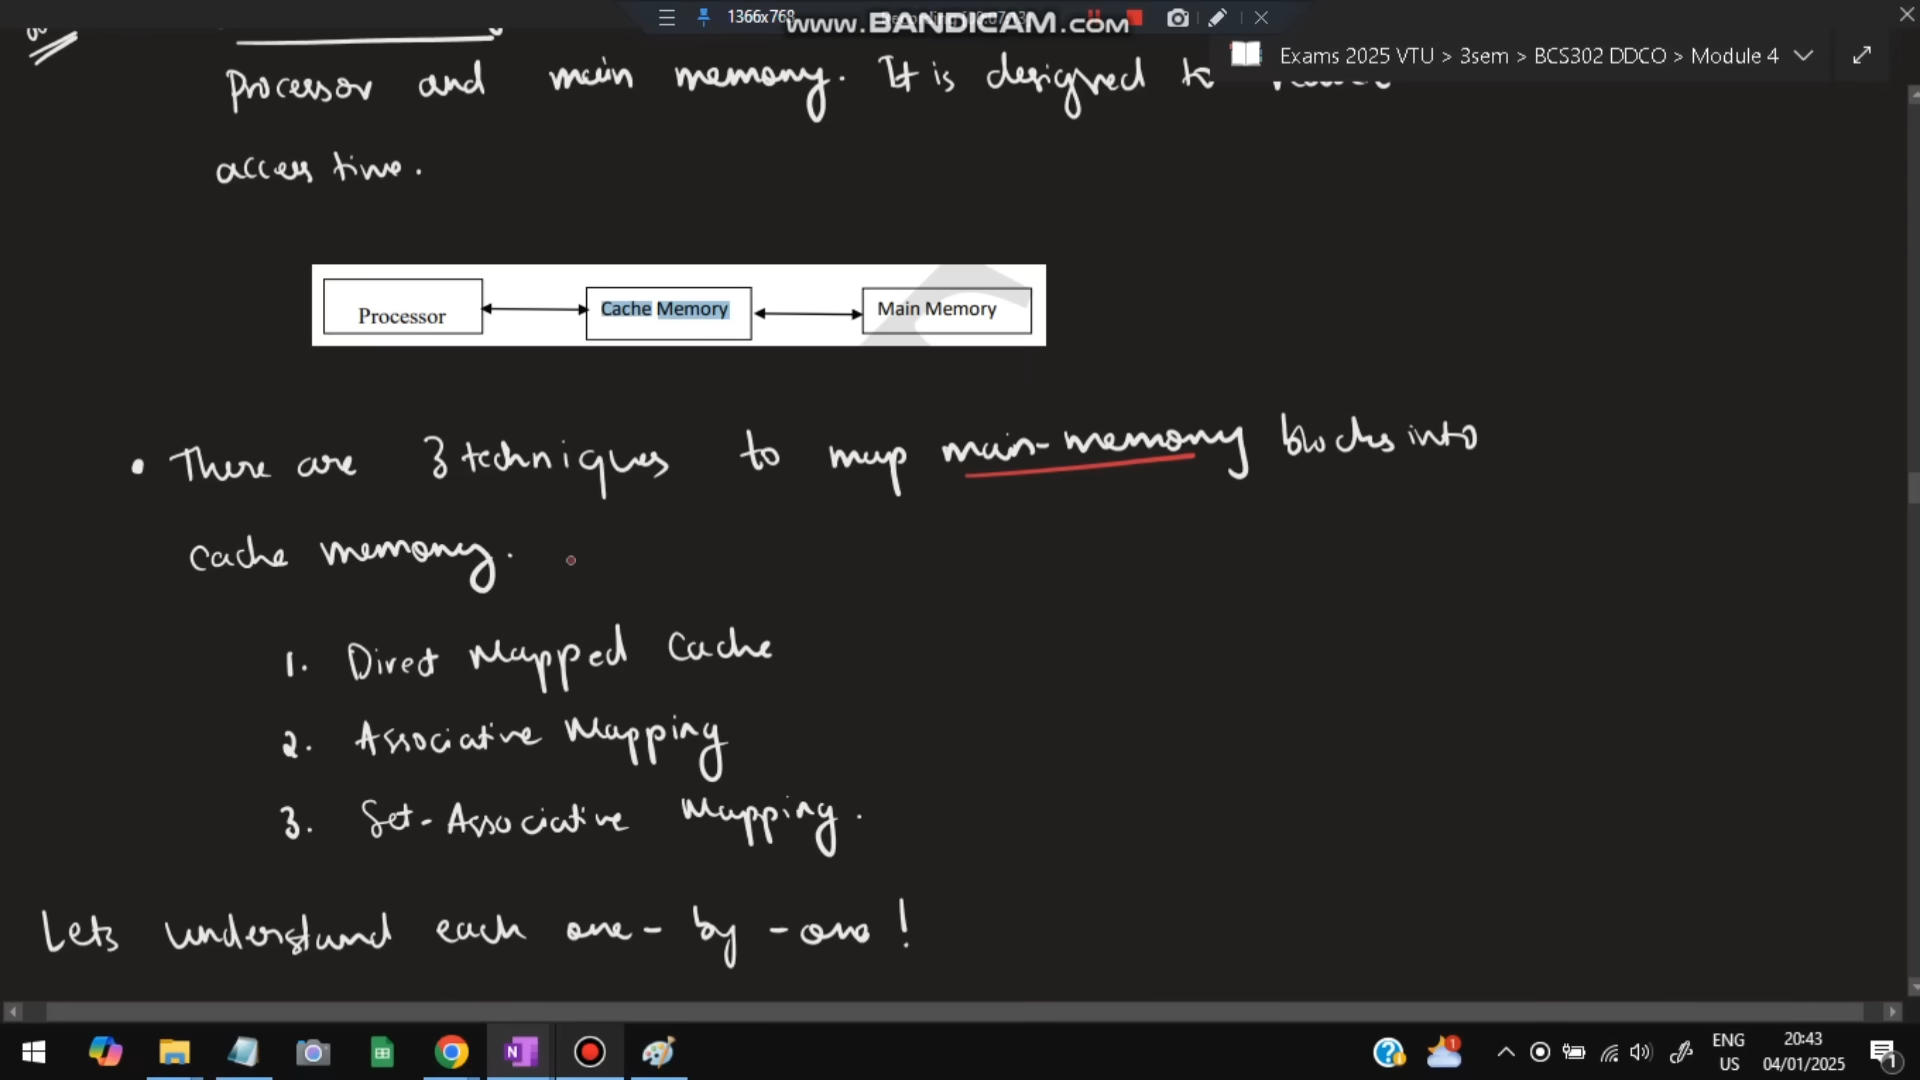 1366x768
www.BANDICAM.com
Exams 2025 VTU > 3sem > BCS302 DDCO > Module 4
Processor and main memory. It is designed to
access time.
Processor
Cache Memory
Main Memory
• There are 3 techniques to map main-memory blocks into
Cache memory.
1. Direct Mapped Cache
2. Associative Mapping
3. Set-Associative Mapping.
Lets understand each one-by-one!
ENG
US
20:43
04/01/2025
1
1